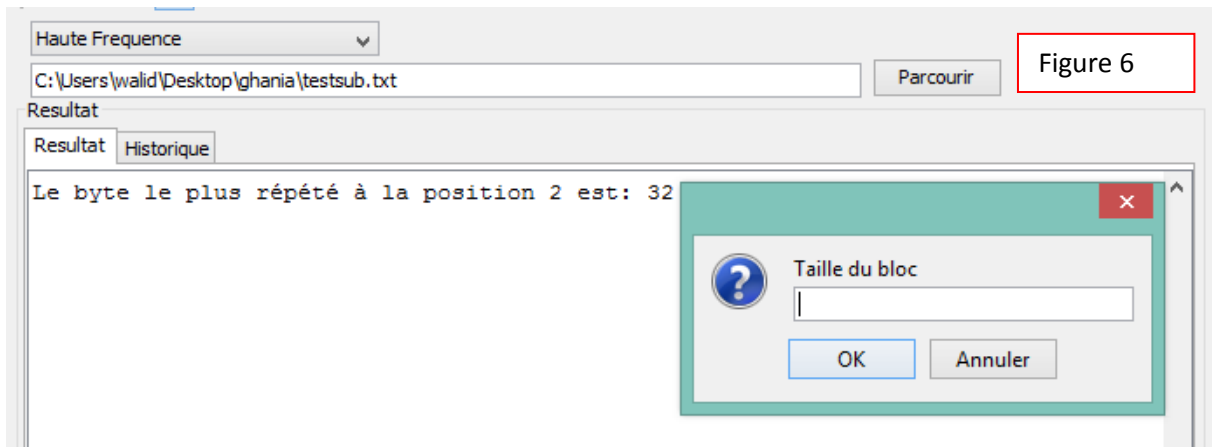 Haute Frequence
C:\Users\walid\Desktop\ghania\testsub.txt
Parcourir
Figure 6
Resultat
Resultat Historique
Le byte le plus répété à la position 2 est: 32
Taille du bloc
OK Annuler